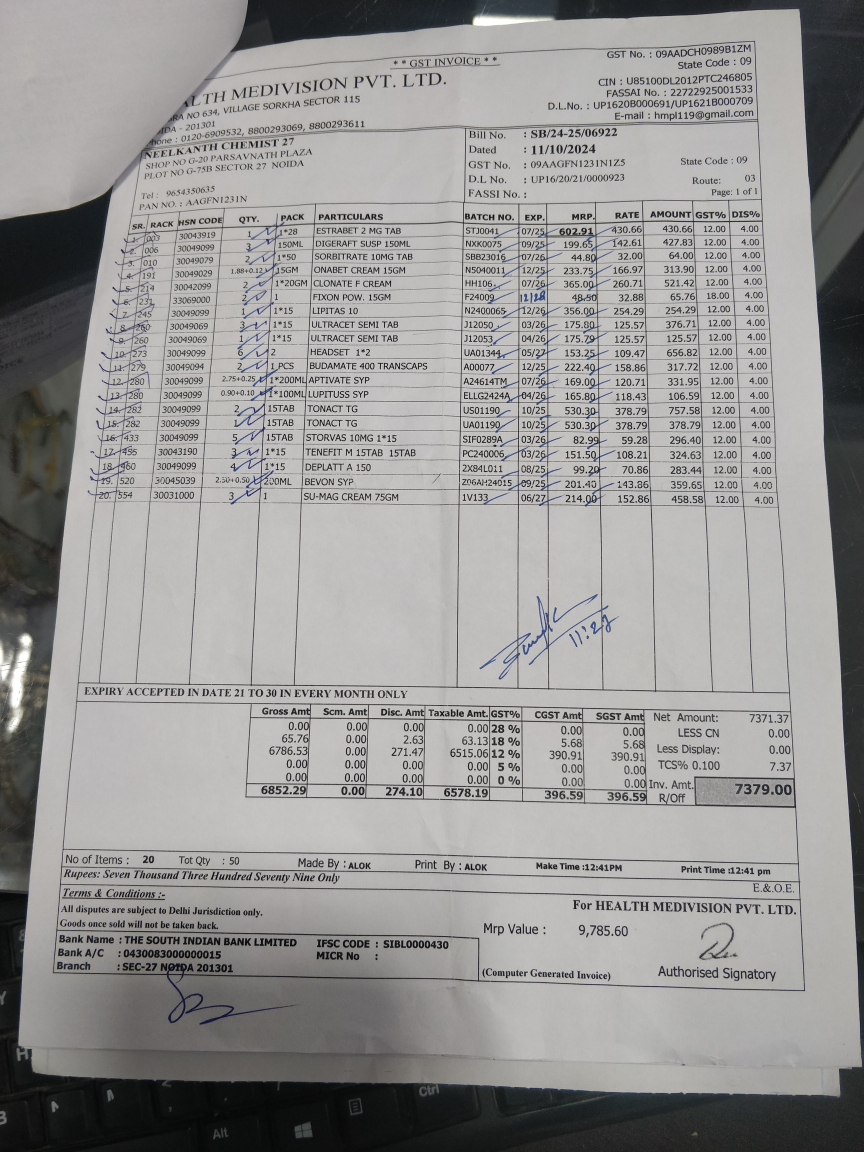 * * GST INVOICE * *
GST No. : 09AADCH0989B1ZM
State Code : 09
CIN : U85100DL2012PTC246805
FASSAI No. : 22722925001533
D.L.No. : UP1620B000691/UP1621B000709
E-mail : hmpl119@gmail.com
ALTH MEDIVISION PVT. LTD.
RA NO 634, VILLAGE SORKHA SECTOR 115
IDA - 201301
hone : 0120-6909532, 8800293069, 8800293611
NEELKANTH CHEMIST 27
SHOP NO G-20 PARSAVNATH PLAZA
PLOT NO G-75B SECTOR 27 NOIDA
Tel : 9654350635
PAN NO. : AAGFN1231N
Bill No. : SB/24-25/06922
Dated : 11/10/2024
GST No. : 09AAGFN1231N1Z5 State Code : 09
D.L No. : UP16/20/21/0000923 Route: 03
FASSI No. : Page: 1 of 1
SR. RACK HSN CODE QTY. PACK PARTICULARS BATCH NO. EXP. MRP. RATE AMOUNT GST% DIS%
1. 003 30043919 1 1*28 ESTRABET 2 MG TAB STJ0041 07/25 602.91 430.66 430.66 12.00 4.00
2. 006 30049099 3 150ML DIGERAFT SUSP 150ML NXK0075 09/25 199.65 142.61 427.83 12.00 4.00
3. 010 30049079 2 1*50 SORBITRATE 10MG TAB SBB23016 07/26 44.80 32.00 64.00 12.00 4.00
4. 191 30049029 1.88+0.12 15GM ONABET CREAM 15GM N5040011 12/25 233.75 166.97 313.90 12.00 4.00
5. 214 30042099 2 1*20GM CLONATE F CREAM HH106 07/26 365.00 260.71 521.42 12.00 4.00
6. 231 33069000 2 1 FIXON POW. 15GM F24009 12/28 48.50 32.88 65.76 18.00 4.00
7. 245 30049099 1 1*15 LIPITAS 10 N2400065 12/26 356.00 254.29 254.29 12.00 4.00
8. 260 30049069 3 1*15 ULTRACET SEMI TAB J12050 03/26 175.80 125.57 376.71 12.00 4.00
9. 260 30049069 1 1*15 ULTRACET SEMI TAB J12053 04/26 175.79 125.57 125.57 12.00 4.00
10. 273 30049099 6 2 HEADSET 1*2 UA01344 05/27 153.25 109.47 656.82 12.00 4.00
11. 279 30049094 2 1 PCS BUDAMATE 400 TRANSCAPS A00077 12/25 222.40 158.86 317.72 12.00 4.00
12. 280 30049099 2.75+0.25 1*200ML APTIVATE SYP A24614TM 07/26 169.00 120.71 331.95 12.00 4.00
13. 280 30049099 0.90+0.10 1*100ML LUPITUSS SYP ELLG2424A 04/26 165.80 118.43 106.59 12.00 4.00
14. 282 30049099 2 15TAB TONACT TG US01190 10/25 530.30 378.79 757.58 12.00 4.00
15. 282 30049099 1 15TAB TONACT TG UA01190 10/25 530.30 378.79 378.79 12.00 4.00
16. 433 30049099 5 15TAB STORVAS 10MG 1*15 SIF0289A 03/26 82.99 59.28 296.40 12.00 4.00
17. 455 30043190 3 1*15 TENEFIT M 15TAB 15TAB PC240006 03/26 151.50 108.21 324.63 12.00 4.00
18. 460 30049099 4 1*15 DEPLATT A 150 2X84L011 08/25 99.20 70.86 283.44 12.00 4.00
19. 520 30045039 2.50+0.50 200ML BEVON SYP Z06AH24015 09/25 201.40 143.86 359.65 12.00 4.00
20. 554 30031000 3 1 SU-MAG CREAM 75GM 1V133 06/27 214.00 152.86 458.58 12.00 4.00
EXPIRY ACCEPTED IN DATE 21 TO 30 IN EVERY MONTH ONLY
Gross Amt Scm. Amt Disc. Amt Taxable Amt. GST% CGST Amt SGST Amt
0.00 0.00 0.00 0.00 28 % 0.00 0.00
65.76 0.00 2.63 63.13 18 % 5.68 5.68
6786.53 0.00 271.47 6515.06 12 % 390.91 390.91
0.00 0.00 0.00 0.00 5 % 0.00 0.00
0.00 0.00 0.00 0.00 0 % 0.00 0.00
6852.29 0.00 274.10 6578.19 396.59 396.59
Net Amount: 7371.37
LESS CN 0.00
Less Display: 0.00
TCS% 0.100 7.37
Inv. Amt. R/Off 7379.00
No of Items : 20 Tot Qty : 50 Made By : ALOK Print By : ALOK Make Time :12:41PM Print Time :12:41 pm
Rupees: Seven Thousand Three Hundred Seventy Nine Only
E.&.O.E.
Terms & Conditions :-
All disputes are subject to Delhi Jurisdiction only.
Goods once sold will not be taken back.
For HEALTH MEDIVISION PVT. LTD.
Mrp Value : 9,785.60
Bank Name : THE SOUTH INDIAN BANK LIMITED IFSC CODE : SIBL0000430
Bank A/C : 0430083000000015 MICR No :
Branch : SEC-27 NOIDA 201301
(Computer Generated Invoice)
Authorised Signatory
Alt
Ctrl